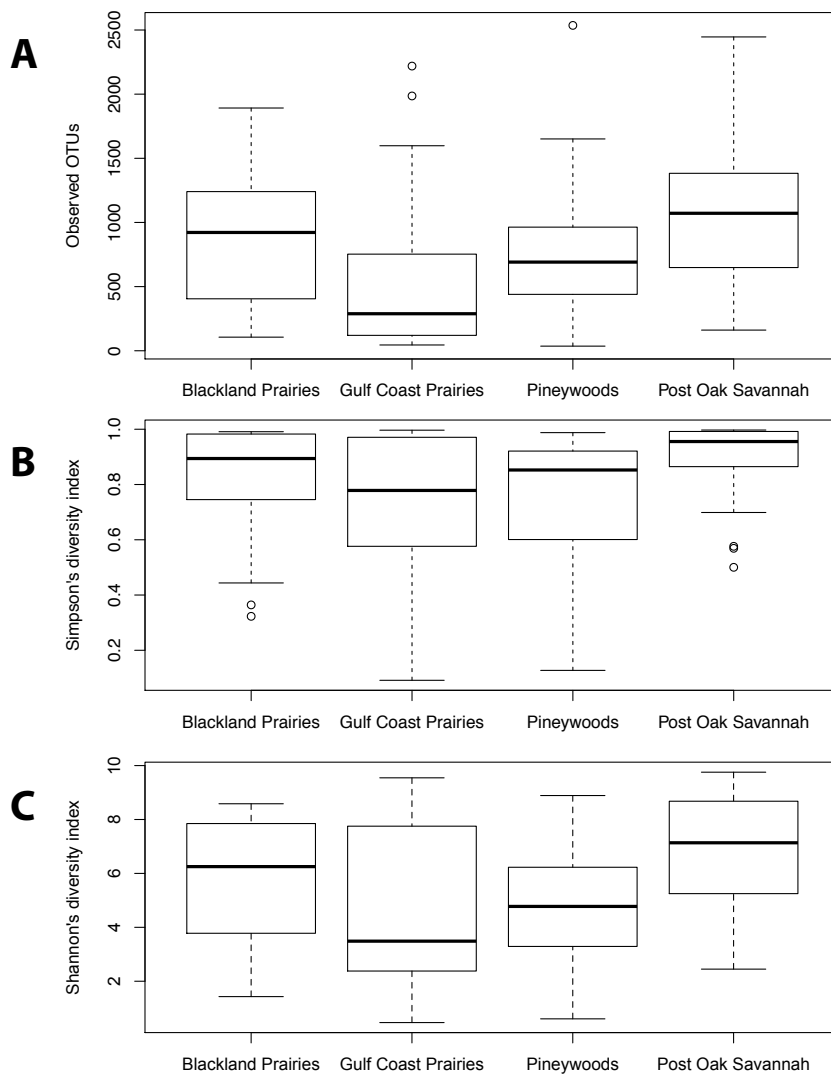 A
Observed OTUs
2500
2000
1500
1000
500
0
Blackland Prairies Gulf Coast Prairies Pineywoods Post Oak Savannah
B
Simpson's diversity index
1.0
0.8
0.6
0.4
0.2
Blackland Prairies Gulf Coast Prairies Pineywoods Post Oak Savannah
C
Shannon's diversity index
10
8
6
4
2
Blackland Prairies Gulf Coast Prairies Pineywoods Post Oak Savannah